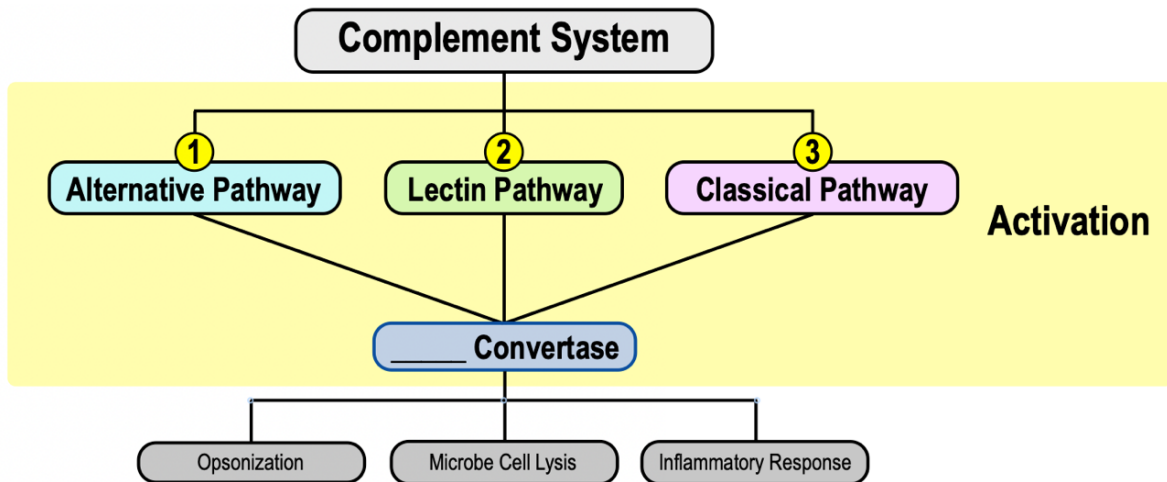 Complement System
1
2
3
Alternative Pathway
Lectin Pathway
Classical Pathway
Activation
_____ Convertase
Opsonization
Microbe Cell Lysis
Inflammatory Response